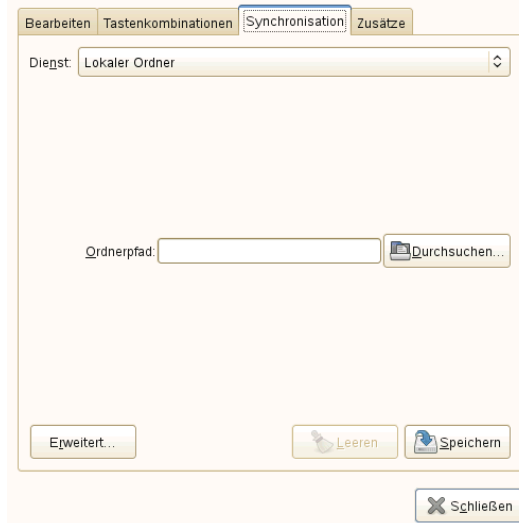 Bearbeiten Tastenkombinationen Synchronisation Zusätze
Dienst: Lokaler Ordner
Ordnerpfad: Durchsuchen...
Erweitert... Leeren Speichern
Schließen